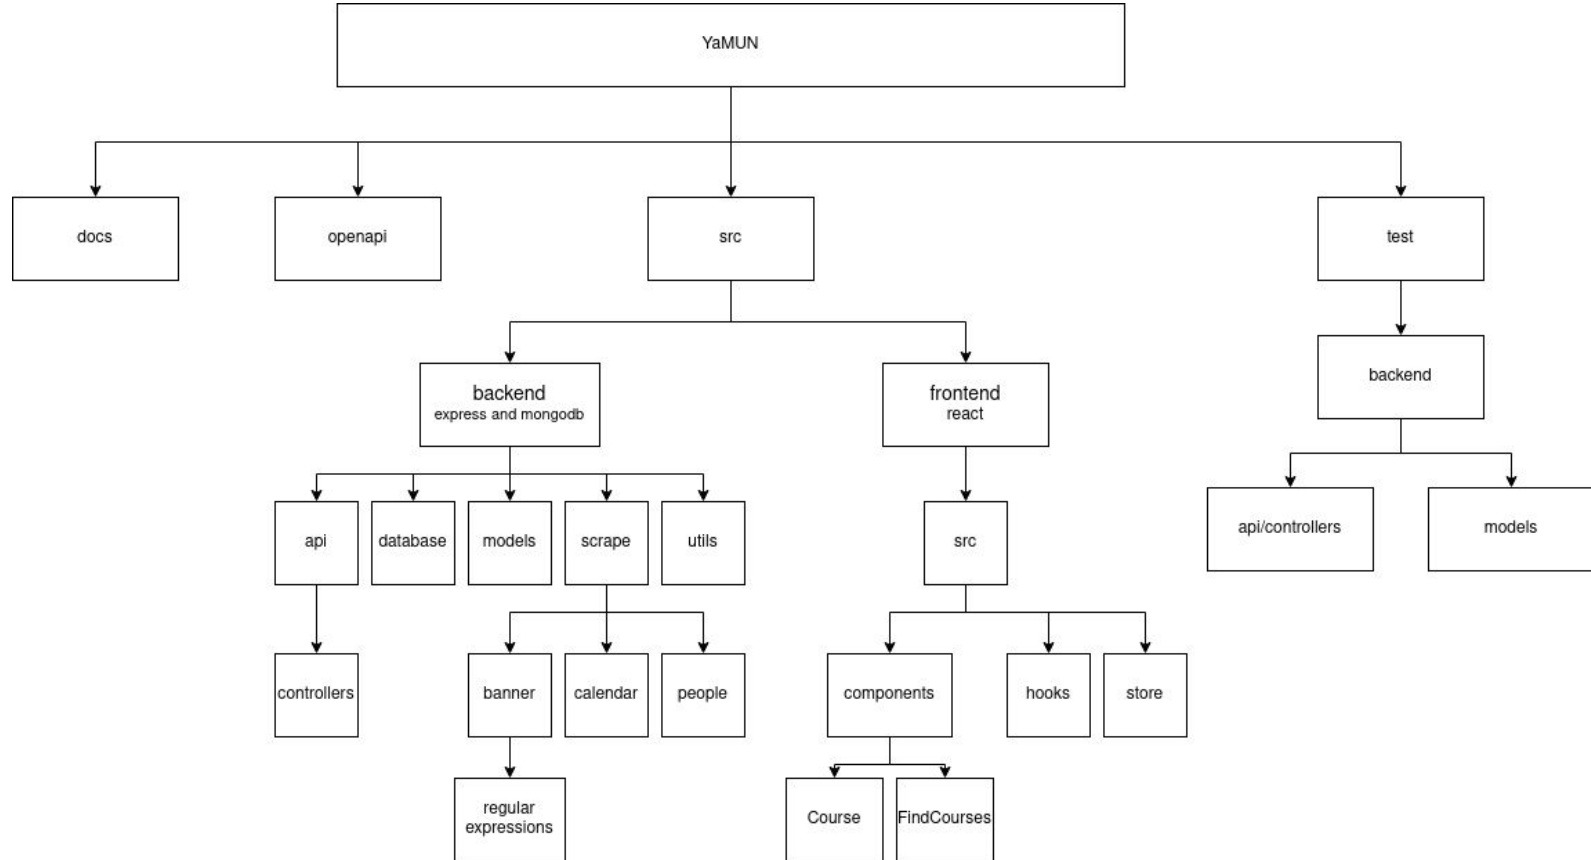 YaMUN
docs
openapi
src
test
backend
express and mongodb
frontend
react
backend
api
database
models
scrape
utils
src
api/controllers
models
controllers
banner
calendar
people
components
hooks
store
regular
expressions
Course
FindCourses